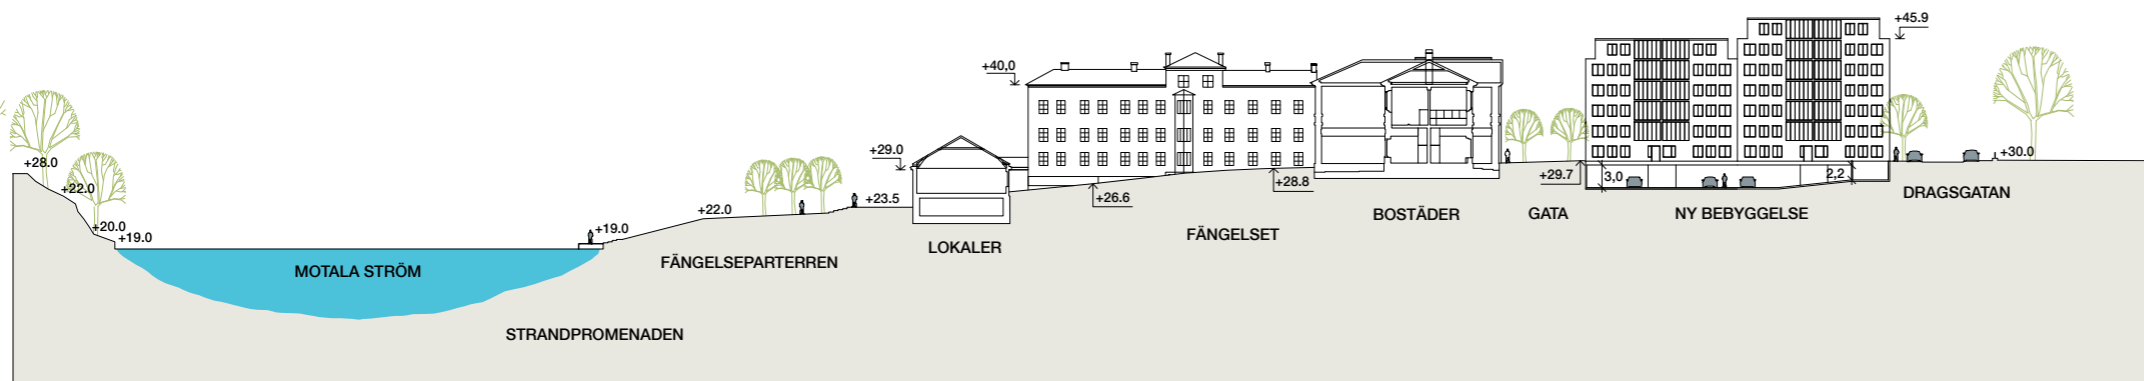 +28.0
+22.0
+20.0
+19.0
MOTALA STRÖM
+19.0
STRANDPROMENADEN
+22.0
FÄNGELSEPARTERREN
+23.5
+29.0
LOKALER
+40,0
+26.6
FÄNGELSET
+28.8
BOSTÄDER
GATA
+29.7
3,0
NY BEBYGGELSE
2,2
+45.9
DRAGSGATAN
+30.0